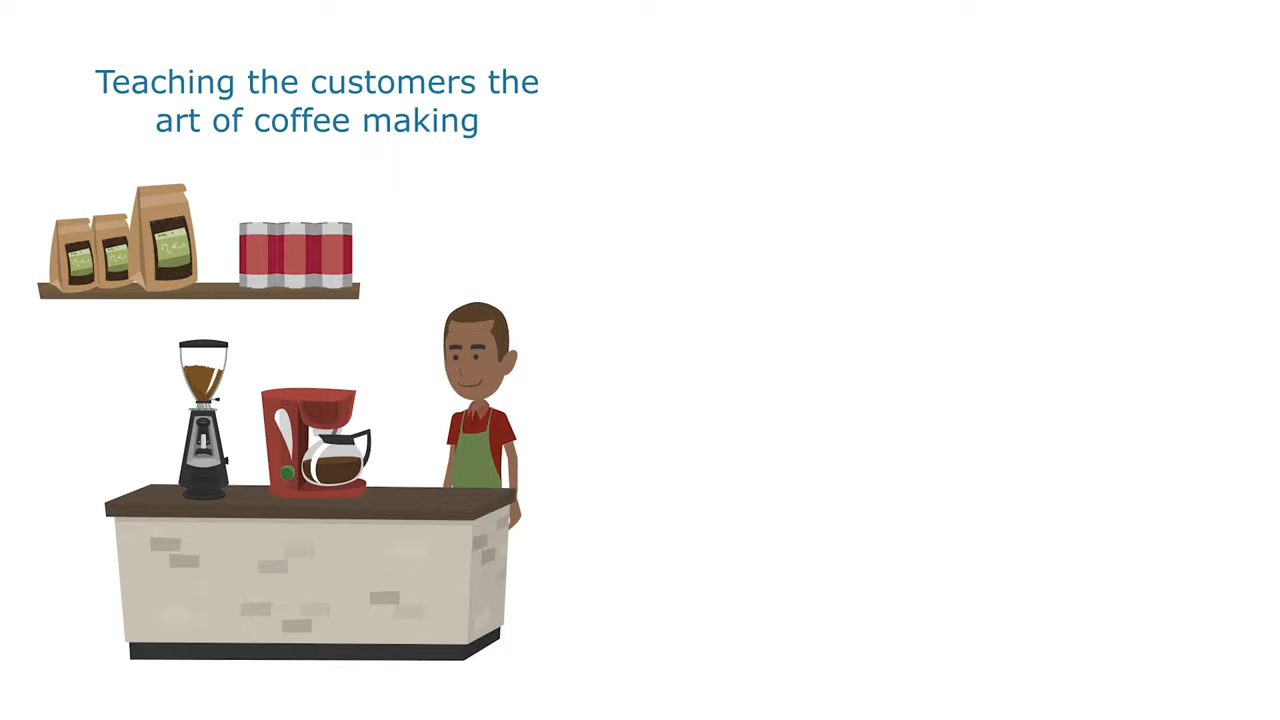 Teaching the customers the
art of coffee making